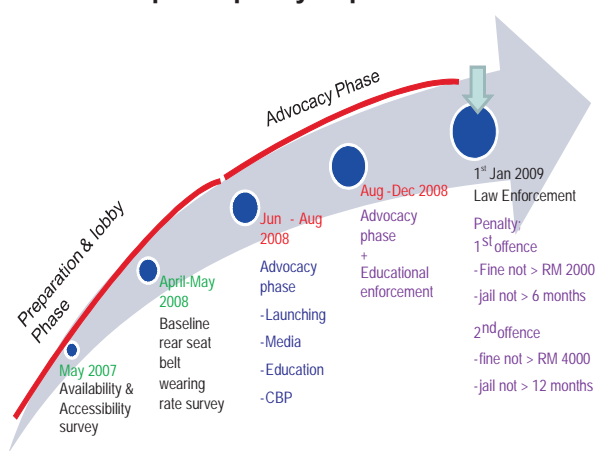 Advocacy Phase
Preparation & lobby
Phase
May 2007
Availability &
Accessibility
survey
April-May
2008
Baseline
rear seat
belt
wearing
rate survey
Jun - Aug
2008
Advocacy
phase
-Launching
-Media
-Education
-CBP
Aug -Dec 2008
Advocacy
phase
+
Educational
enforcement
1st Jan 2009
Law Enforcement
Penalty;
1st offence
-Fine not > RM 2000
-jail not > 6 months
2nd offence
-fine not > RM 4000
-jail not > 12 months